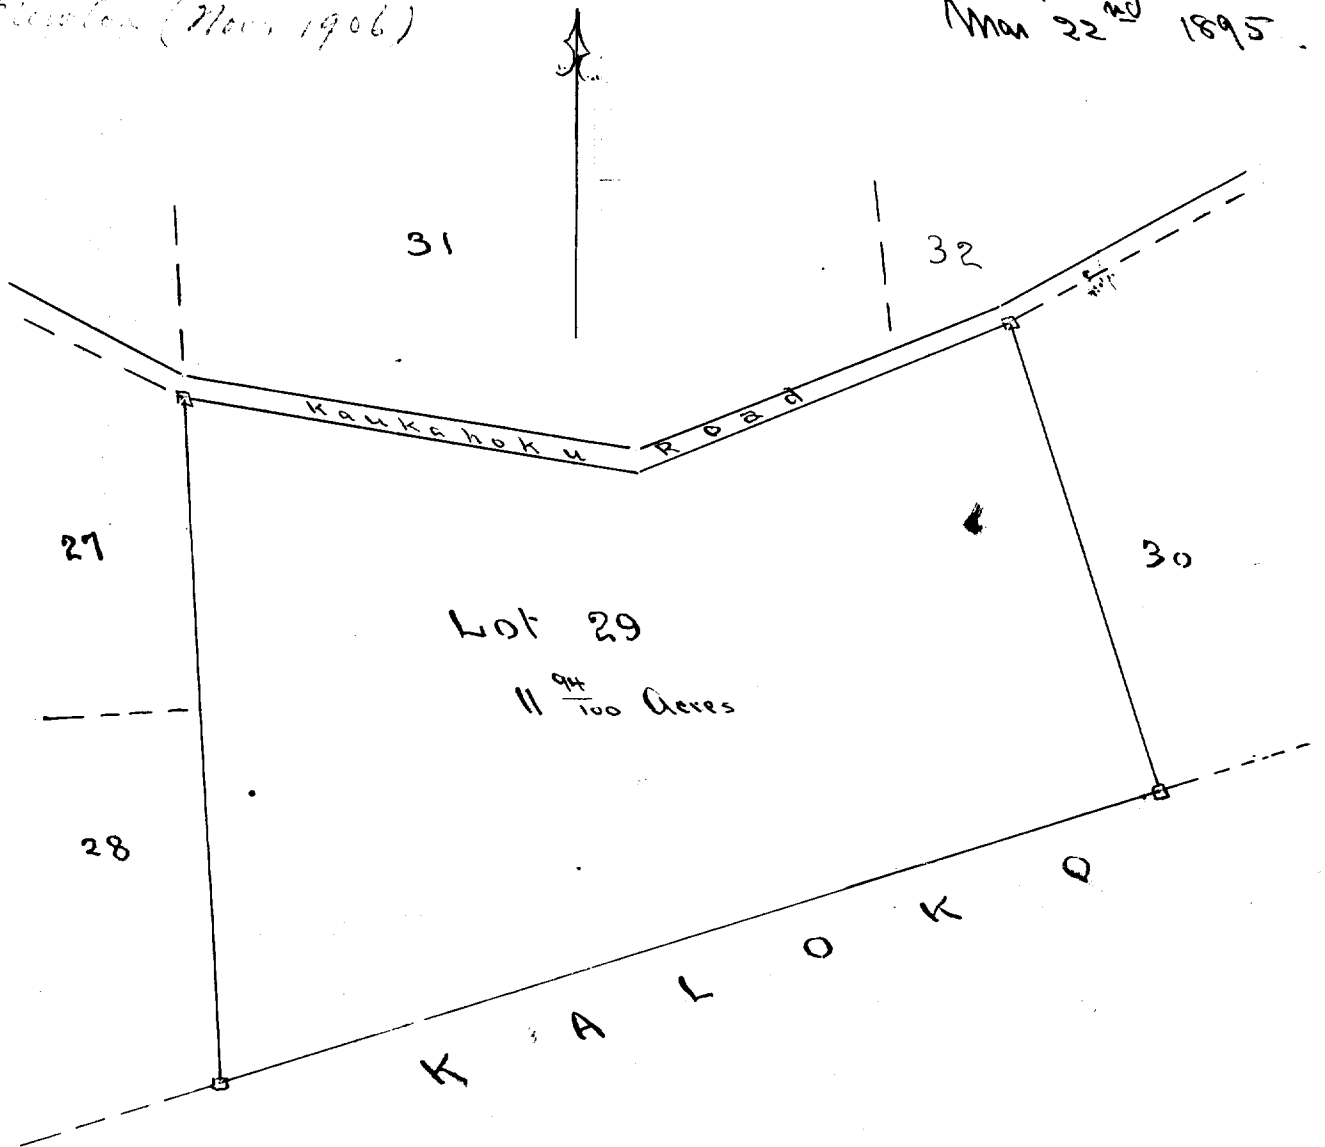 (Nov. 1906)
Mar 22nd 1895.
31
32
Kaukahoku Road
27
30
Lot 29
11 94/100 Acres
28
KALOKO